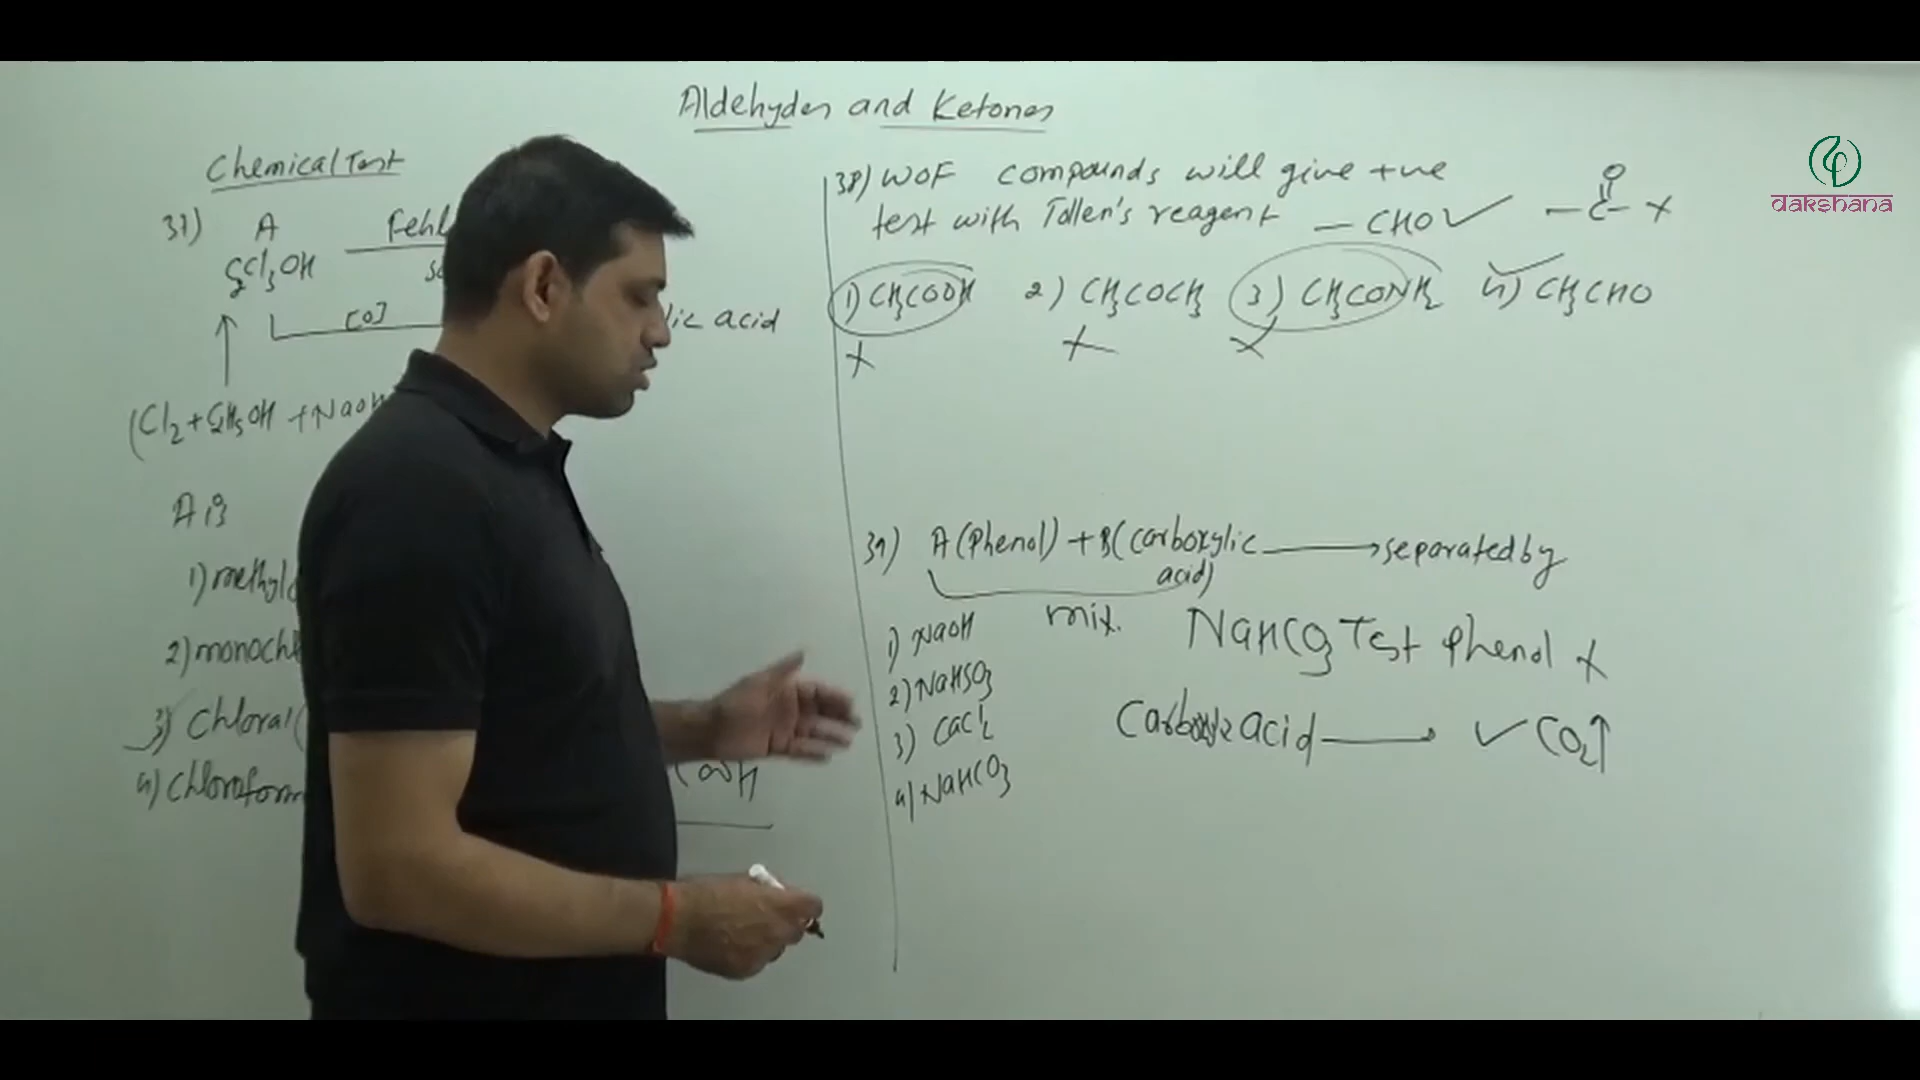 Aldehydes and Ketones
Chemical Test
37) A Fehl
C2Cl3OH
[O] lic acid
(Cl2 + C2H5OH + NaOH
A is
1) methyl
2) monochl
3) Chloral (
4) Chloroform
COOH
38) WOF compounds will give +ve
test with Tollen's reagent —CHO ✓ —C— X
O
1) CH3COOH 2) CH3COCH3 3) CH3CONH2 4) CH3CHO
X X X
39) A (Phenol) + B (carboxylic → separated by
acid)
mix.
1) NaOH
2) NaHSO3
3) CaCl2
4) NaHCO3
NaHCO3 Test Phenol X
Carboxylic acid → ✓ CO2↑
dakshana